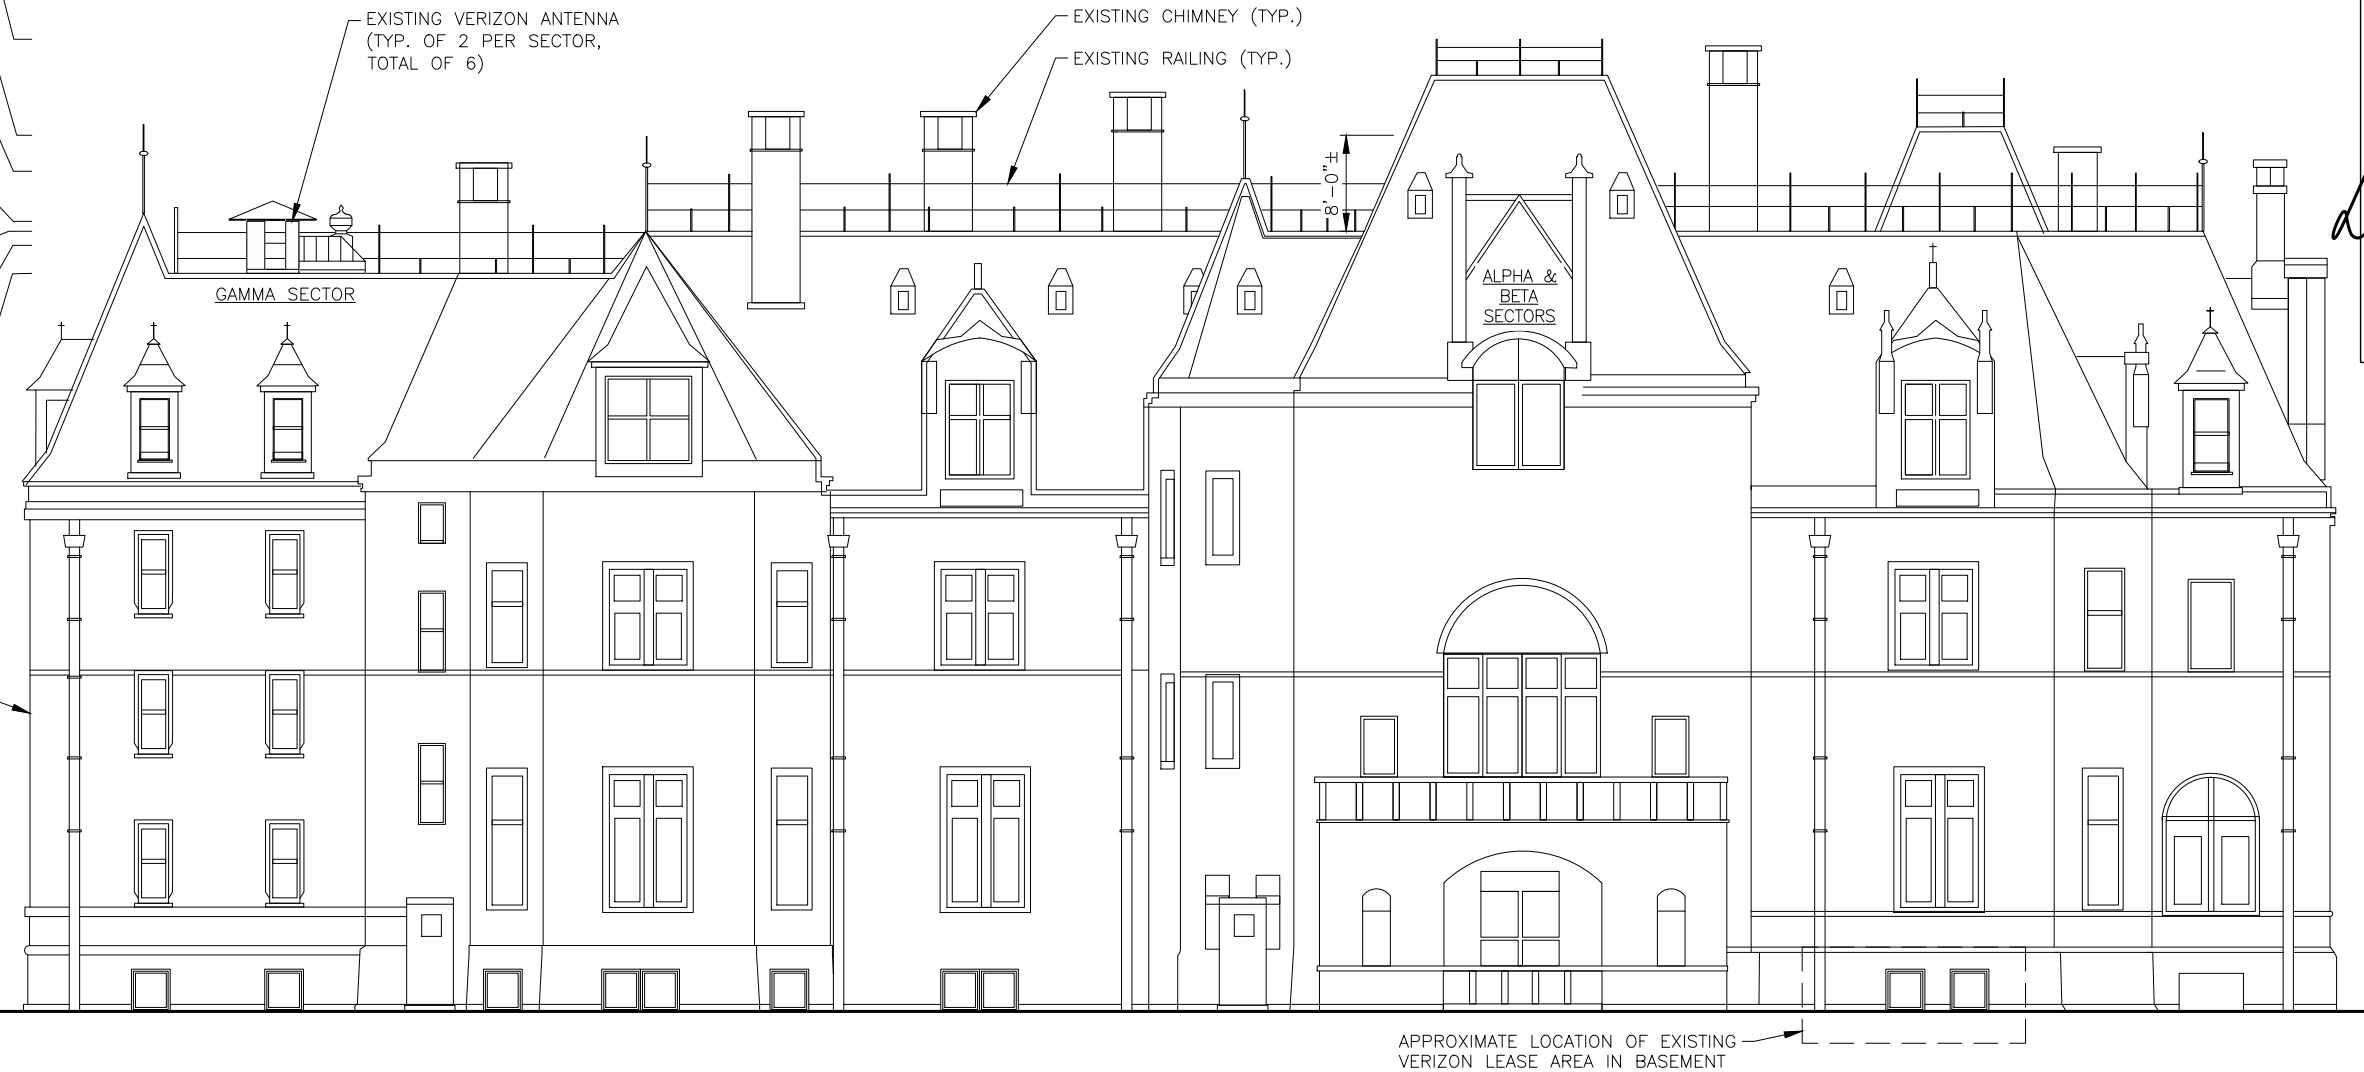 EXISTING VERIZON ANTENNA
(TYP. OF 2 PER SECTOR,
TOTAL OF 6)
EXISTING CHIMNEY (TYP.)
EXISTING RAILING (TYP.)
8'-0"±
GAMMA SECTOR
ALPHA &
BETA
SECTORS
APPROXIMATE LOCATION OF EXISTING
VERIZON LEASE AREA IN BASEMENT